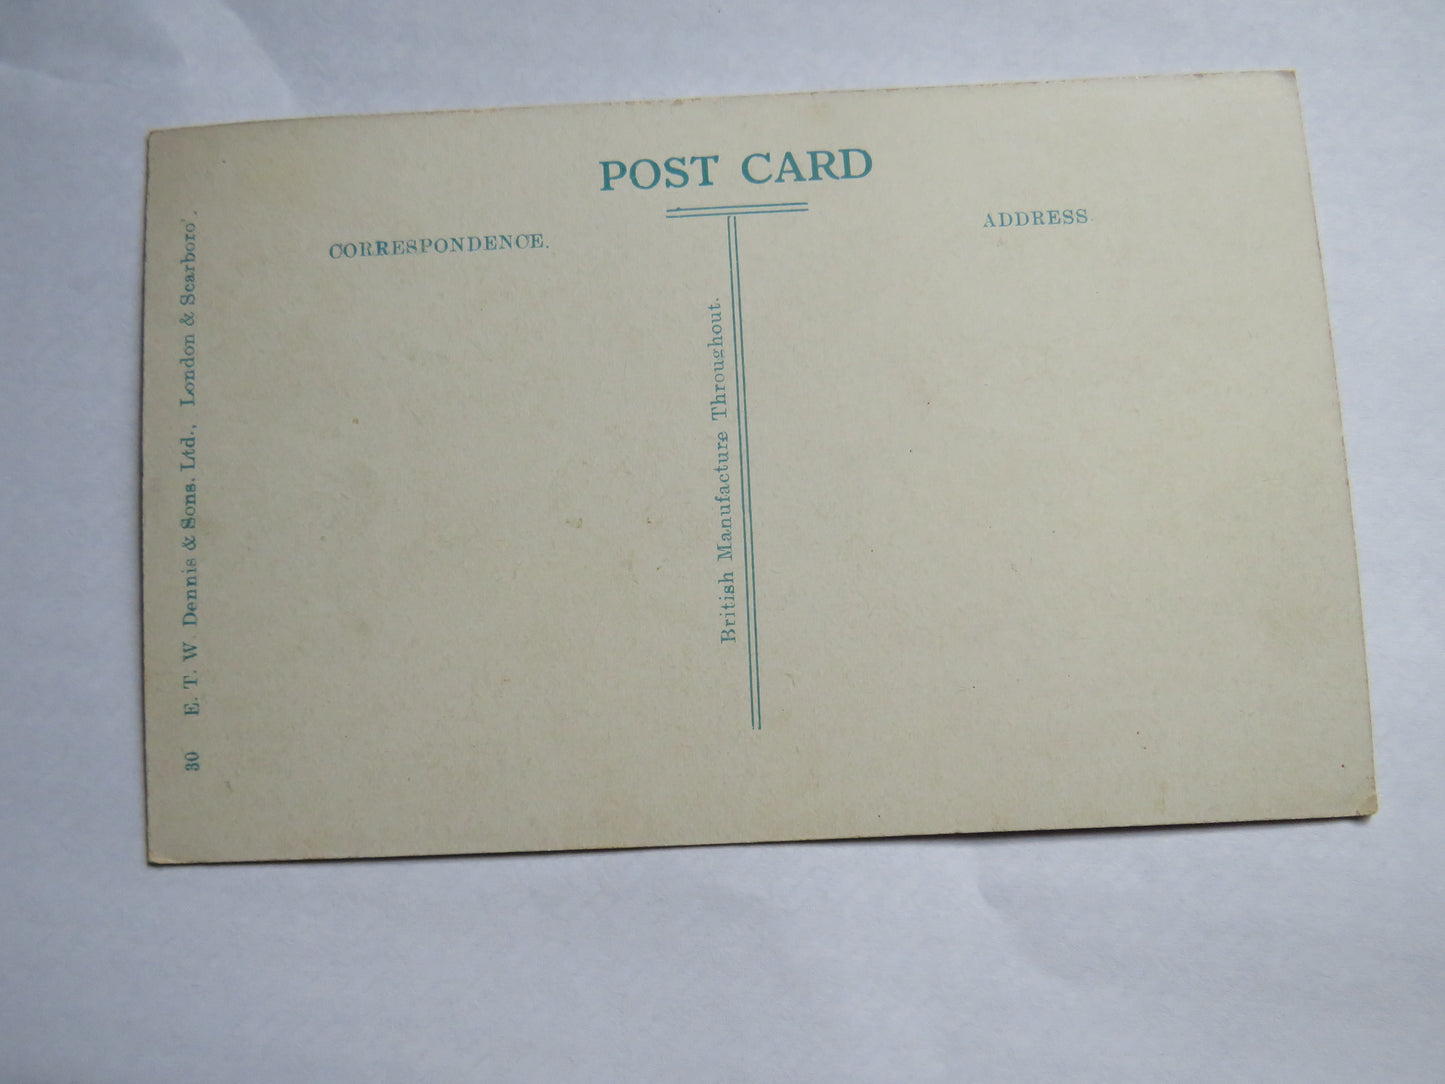 POST CARD
CORRESPONDENCE.
ADDRESS.
British Manufacture Throughout.
30 E. T. W. Dennis & Sons, Ltd., London & Scarboro'.